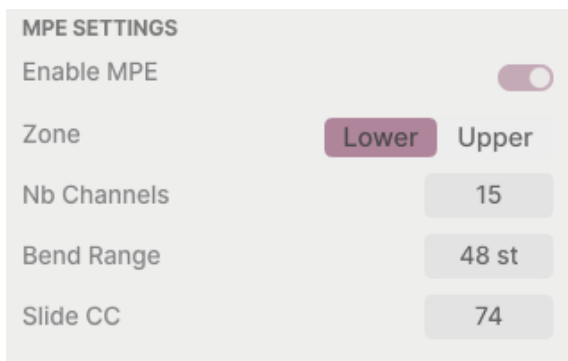 MPE SETTINGS
Enable MPE
Zone Lower Upper
Nb Channels 15
Bend Range 48 st
Slide CC 74